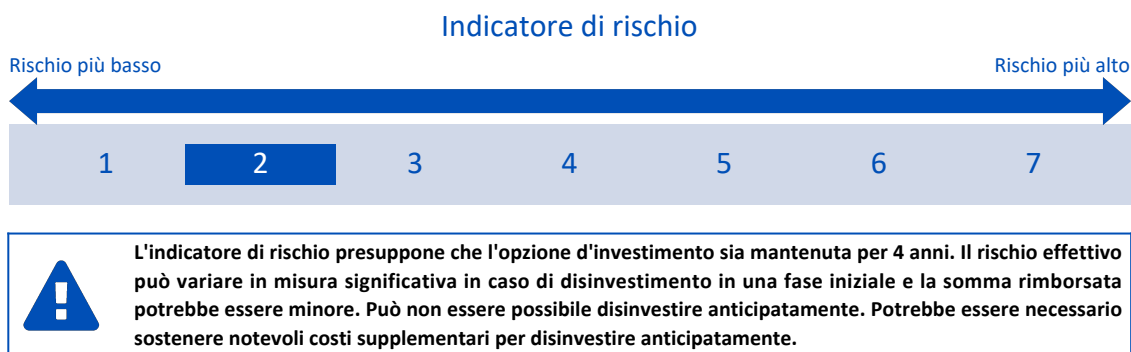 Indicatore di rischio
Rischio più basso Rischio più alto
1 2 3 4 5 6 7
L'indicatore di rischio presuppone che l'opzione d'investimento sia mantenuta per 4 anni. Il rischio effettivo
può variare in misura significativa in caso di disinvestimento in una fase iniziale e la somma rimborsata
potrebbe essere minore. Può non essere possibile disinvestire anticipatamente. Potrebbe essere necessario
sostenere notevoli costi supplementari per disinvestire anticipatamente.